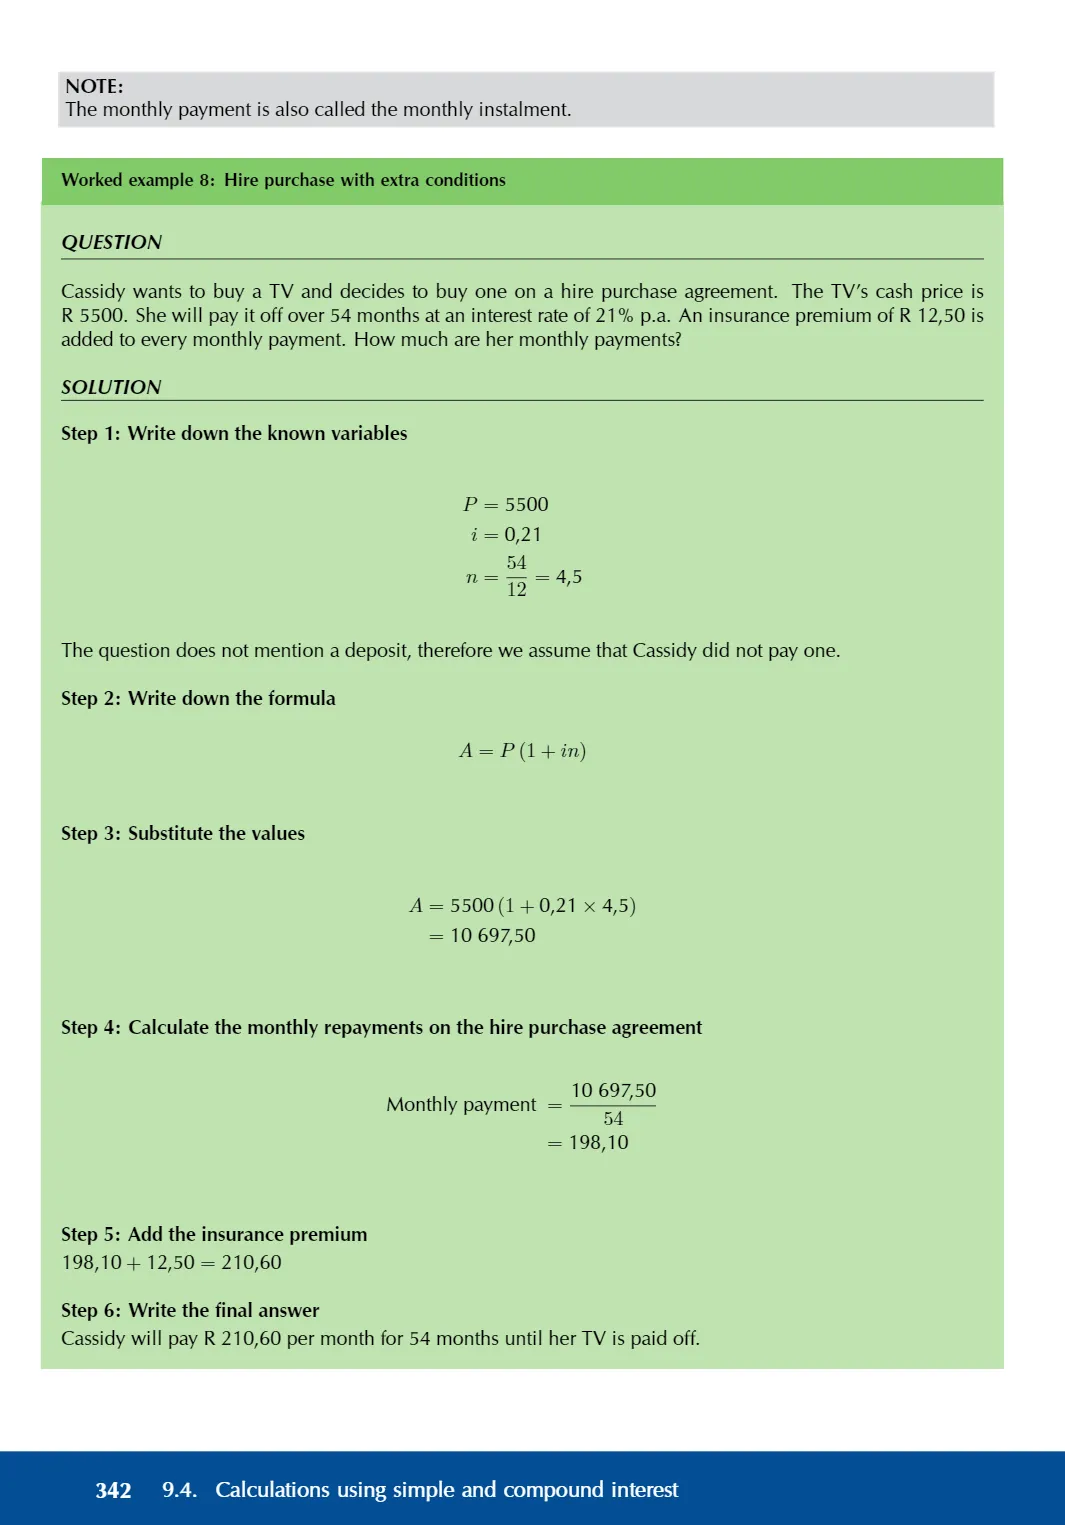 NOTE:
The monthly payment is also called the monthly instalment.
Worked example 8: Hire purchase with extra conditions
QUESTION
Cassidy wants to buy a TV and decides to buy one on a hire purchase agreement. The TV’s cash price is
R 5500. She will pay it off over 54 months at an interest rate of 21% p.a. An insurance premium of R 12,50 is
added to every monthly payment. How much are her monthly payments?
SOLUTION
Step 1: Write down the known variables
P = 5500
i = 0,21
n = 54/12 = 4,5
The question does not mention a deposit, therefore we assume that Cassidy did not pay one.
Step 2: Write down the formula
A = P (1 + in)
Step 3: Substitute the values
A = 5500 (1 + 0,21 × 4,5)
= 10 697,50
Step 4: Calculate the monthly repayments on the hire purchase agreement
Monthly payment = 10 697,50/54
= 198,10
Step 5: Add the insurance premium
198,10 + 12,50 = 210,60
Step 6: Write the final answer
Cassidy will pay R 210,60 per month for 54 months until her TV is paid off.
342 9.4. Calculations using simple and compound interest